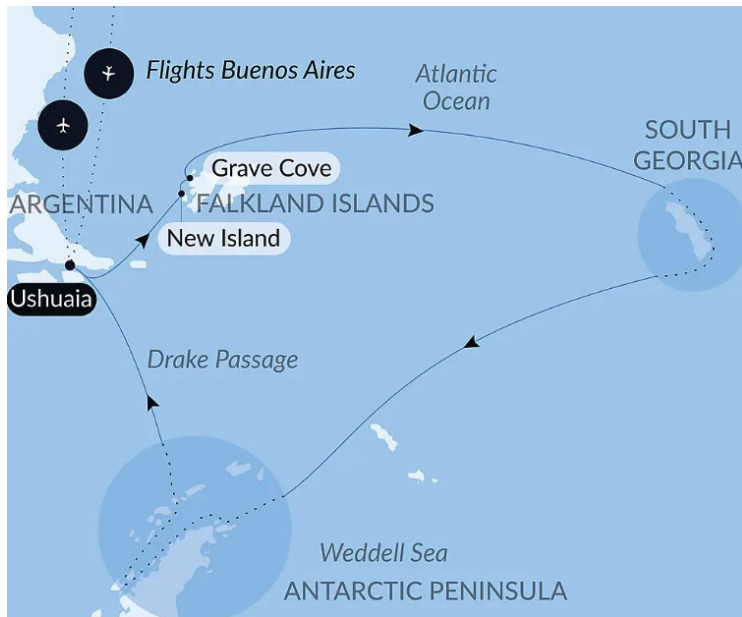 Flights Buenos Aires
Atlantic
Ocean
SOUTH
GEORGIA
Grave Cove
ARGENTINA
FALKLAND ISLANDS
New Island
Ushuaia
Drake Passage
Weddell Sea
ANTARCTIC PENINSULA